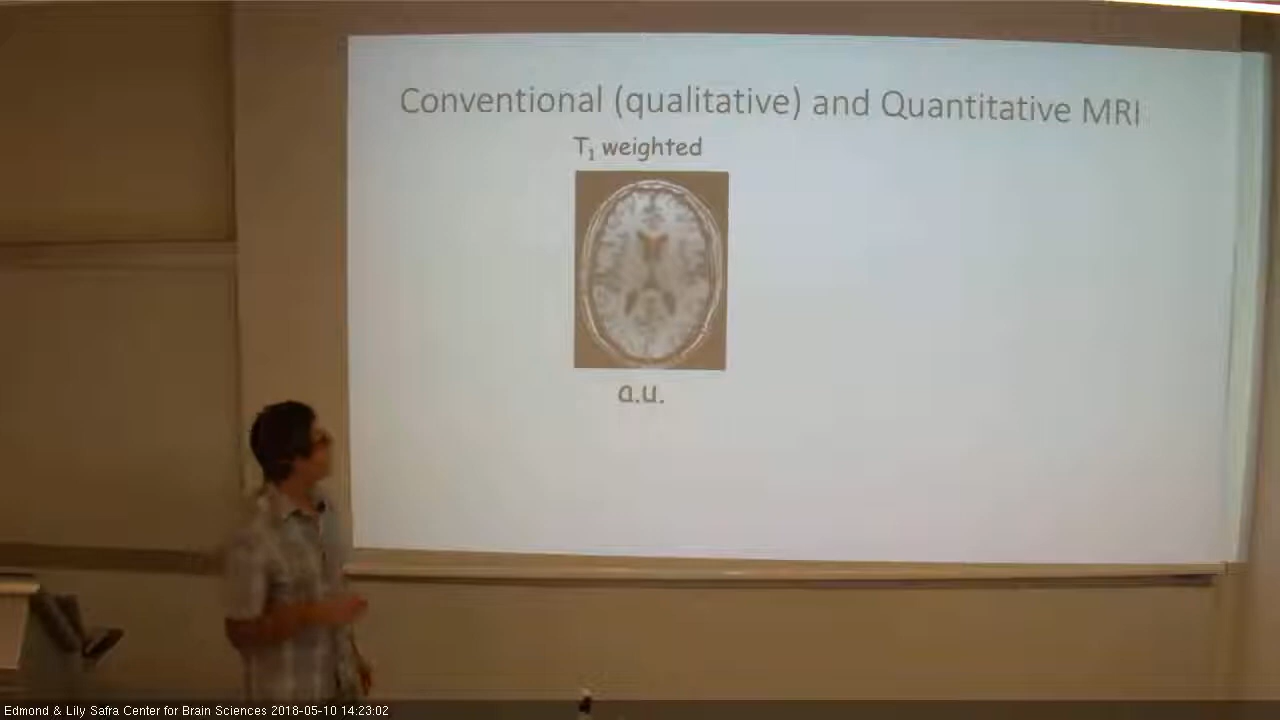 Conventional (qualitative) and Quantitative MRI
T₁ weighted
a.u.
Edmond & Lily Safra Center for Brain Sciences 2018-05-10 14:23:02